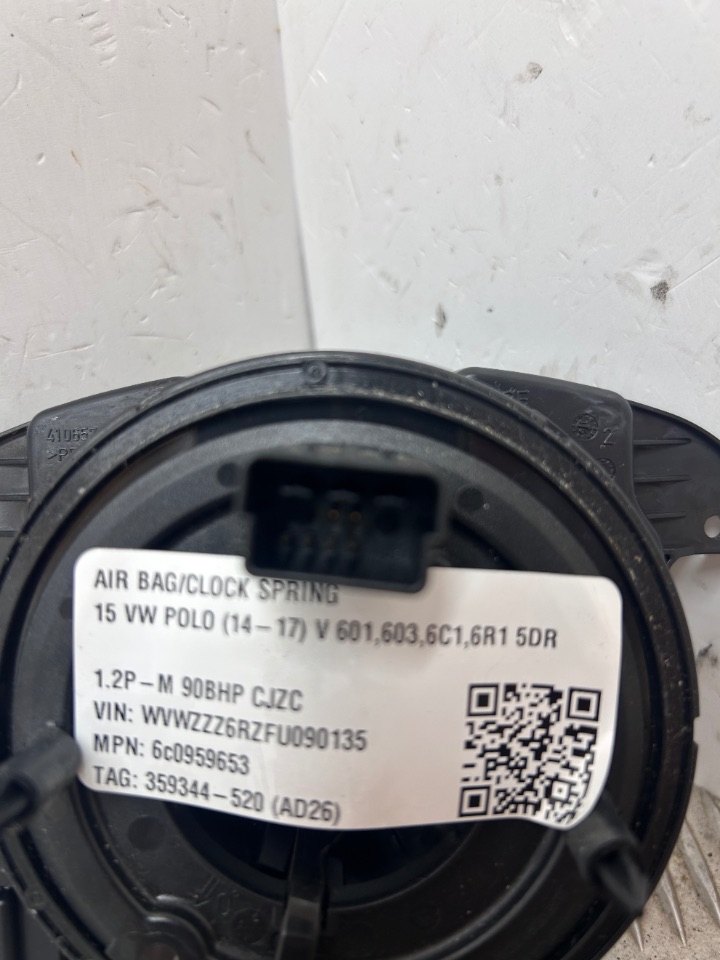 AIR BAG/CLOCK SPRING
15 VW POLO (14-17) V 601,603,6C1,6R1 5DR
1.2P-M 90BHP CJZC
VIN: WVWZZZ6RZFU090135
MPN: 6c0959653
TAG: 359344-520 (AD26)